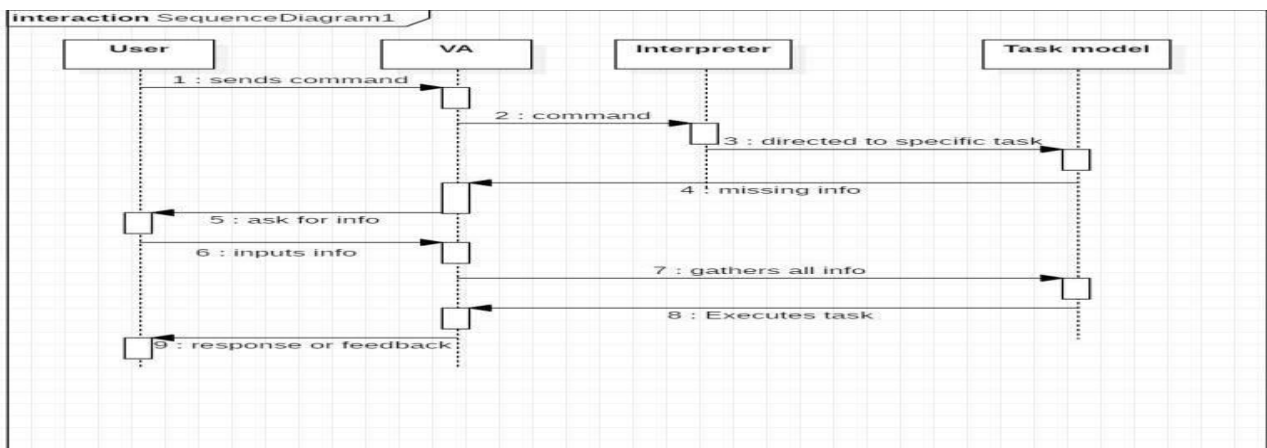 interaction SequenceDiagram1
User VA Interpreter Task model
1 : sends command
2 : command
3 : directed to specific task
4 : missing info
5 : ask for info
6 : inputs info
7 : gathers all info
8 : Executes task
9 : response or feedback